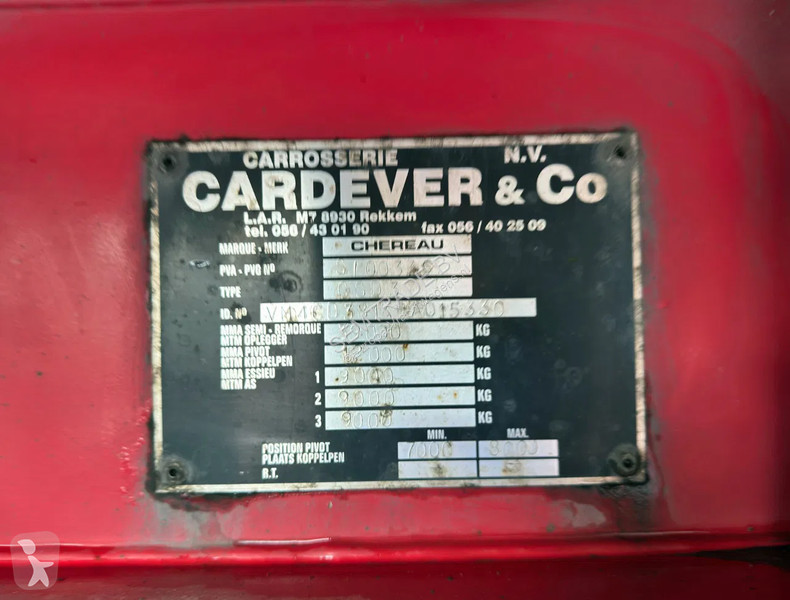 CARROSSERIE N.V.
CARDEVER & Co
L.A.R. M7 8930 Rekkem
tel. 056 / 43 01 90 fax 056 / 40 25 09
MARQUE - MERK CHEREAU
PVA - PVG Nº
TYPE
ID. Nº
MMA SEMI - REMORQUE KG
MTM OPLEGGER
MMA PIVOT KG
MTM KOPPELPEN
MMA ESSIEU 1 9000 KG
MTM AS
2 9000 KG
3 9000 KG
MIN. MAX.
POSITION PIVOT 7000
PLAATS KOPPELPEN
R.T.